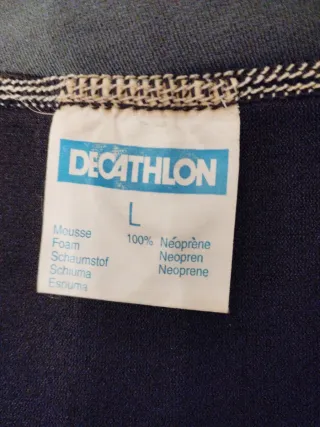 DECATHLON
L
Mousse 100% Néoprène
Foam Neopren
Schaumstof Neoprene
Schiuma
Espuma